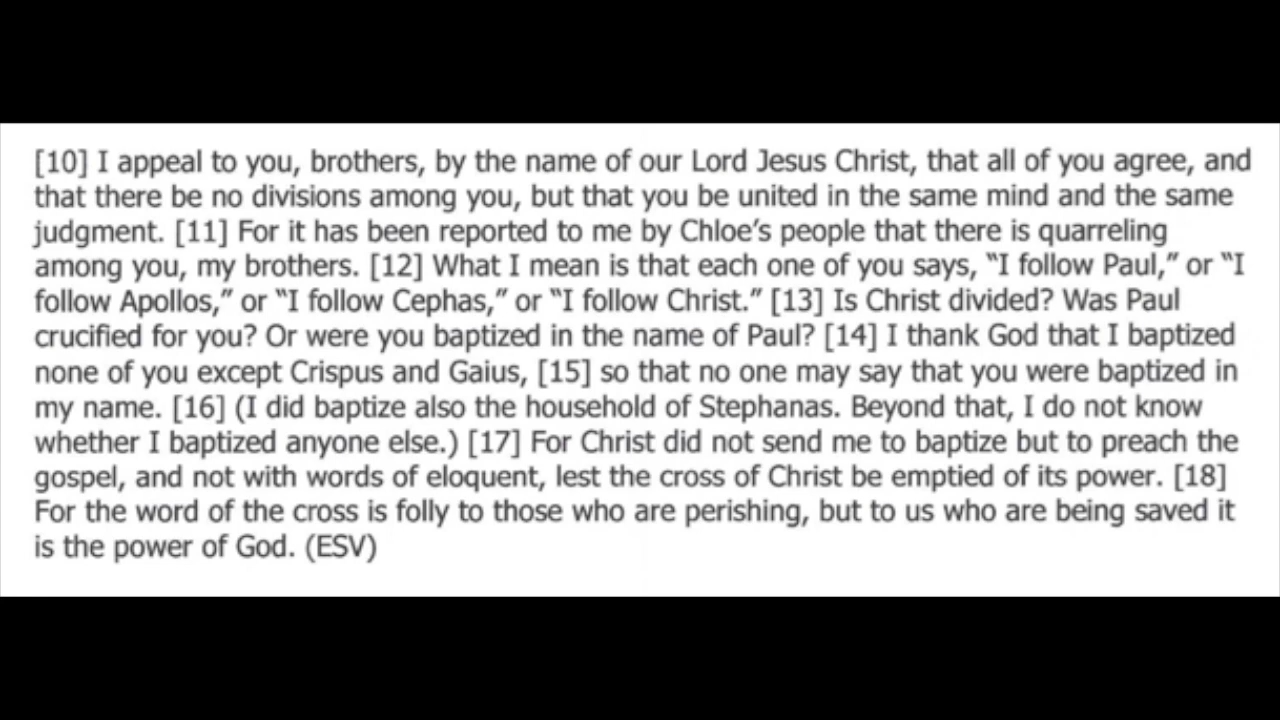 [10] I appeal to you, brothers, by the name of our Lord Jesus Christ, that all of you agree, and
that there be no divisions among you, but that you be united in the same mind and the same
judgment. [11] For it has been reported to me by Chloe’s people that there is quarreling
among you, my brothers. [12] What I mean is that each one of you says, “I follow Paul,” or “I
follow Apollos,” or “I follow Cephas,” or “I follow Christ.” [13] Is Christ divided? Was Paul
crucified for you? Or were you baptized in the name of Paul? [14] I thank God that I baptized
none of you except Crispus and Gaius, [15] so that no one may say that you were baptized in
my name. [16] (I did baptize also the household of Stephanas. Beyond that, I do not know
whether I baptized anyone else.) [17] For Christ did not send me to baptize but to preach the
gospel, and not with words of eloquent, lest the cross of Christ be emptied of its power. [18]
For the word of the cross is folly to those who are perishing, but to us who are being saved it
is the power of God. (ESV)